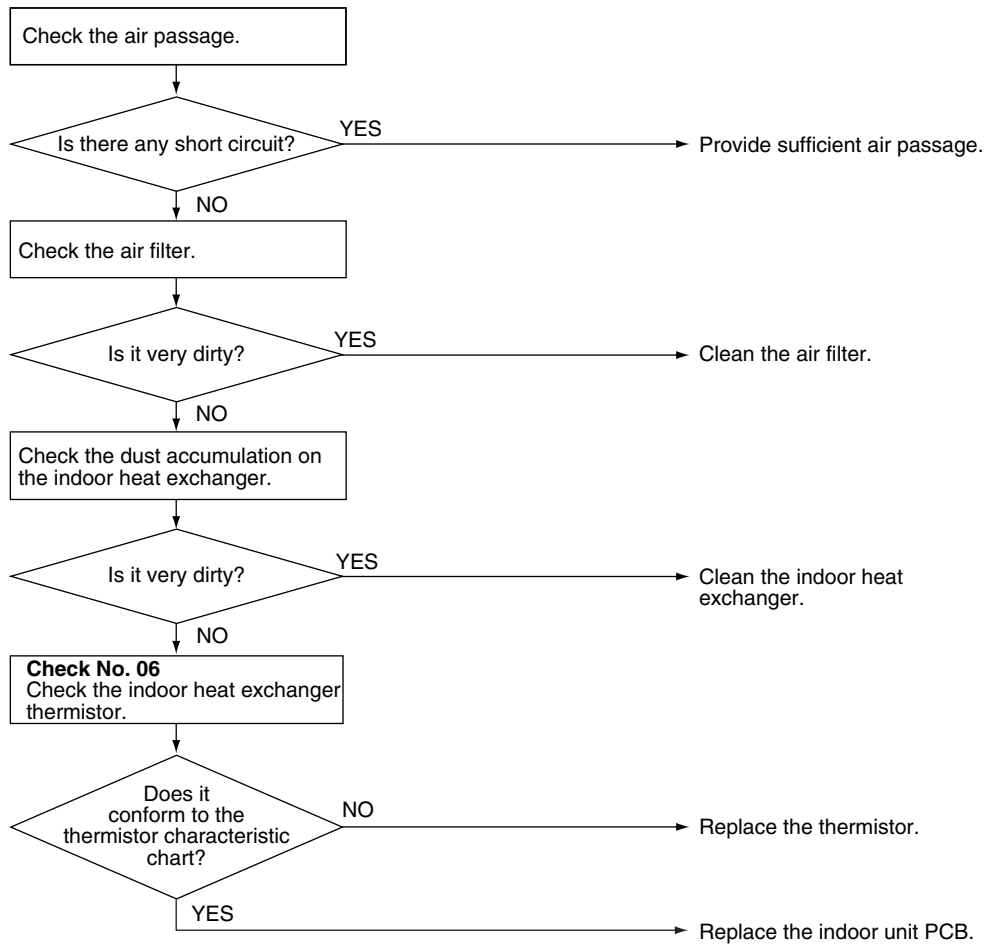 Check the air passage.
Is there any short circuit?
YES
Provide sufficient air passage.
NO
Check the air filter.
Is it very dirty?
YES
Clean the air filter.
NO
Check the dust accumulation on
the indoor heat exchanger.
Is it very dirty?
YES
Clean the indoor heat
exchanger.
NO
Check No. 06
Check the indoor heat exchanger
thermistor.
Does it
conform to the
thermistor characteristic
chart?
NO
Replace the thermistor.
YES
Replace the indoor unit PCB.